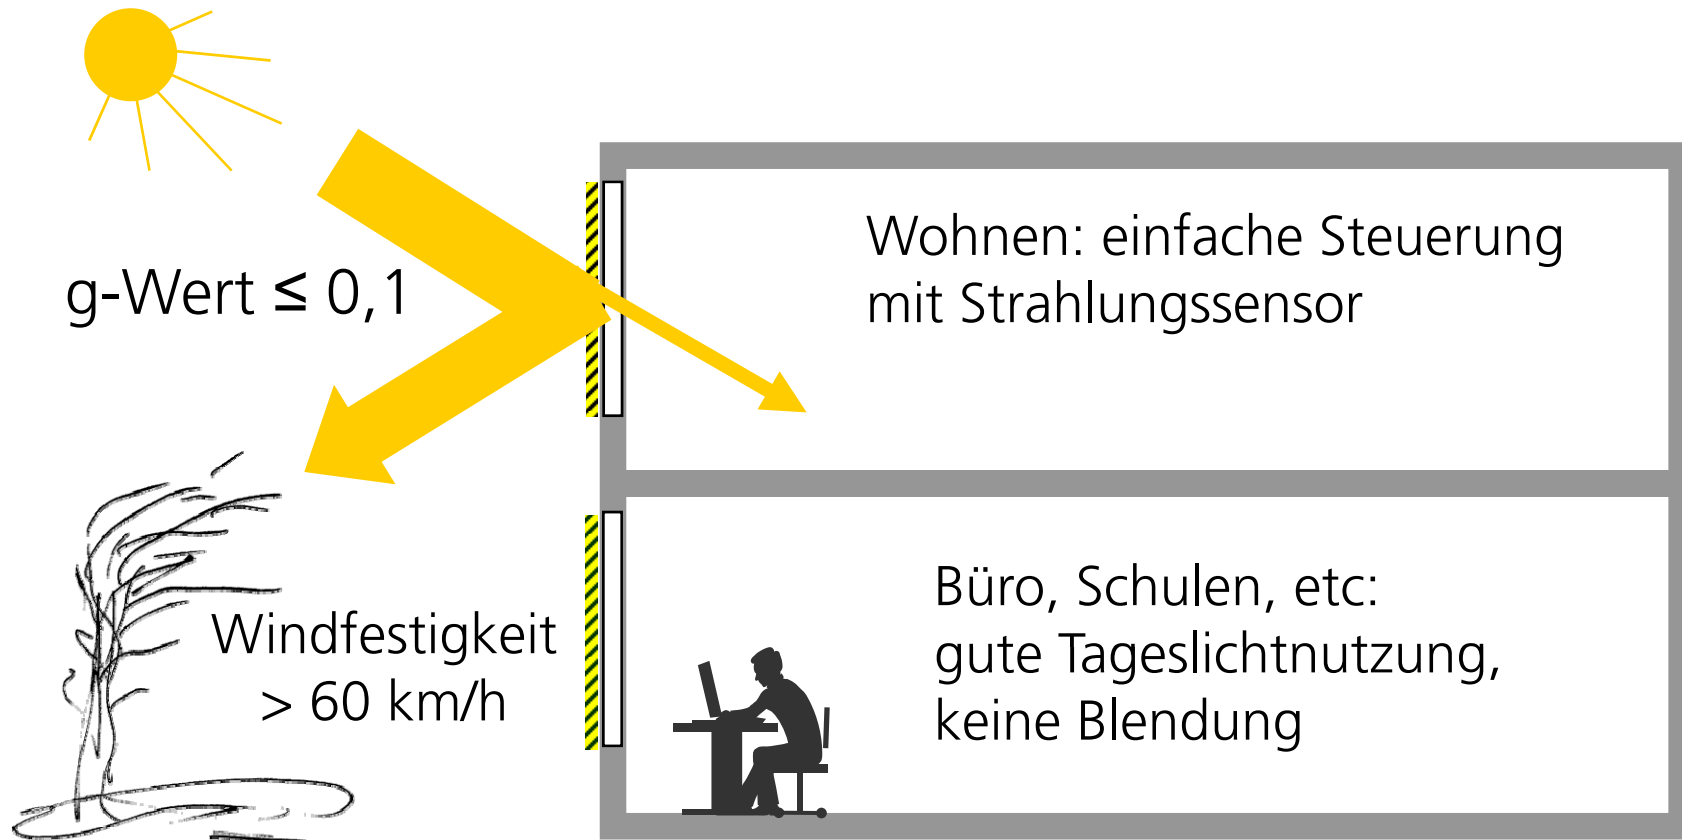 g-Wert ≤ 0,1
Wohnen: einfache Steuerung
mit Strahlungssensor
Windfestigkeit
> 60 km/h
Büro, Schulen, etc:
gute Tageslichtnutzung,
keine Blendung